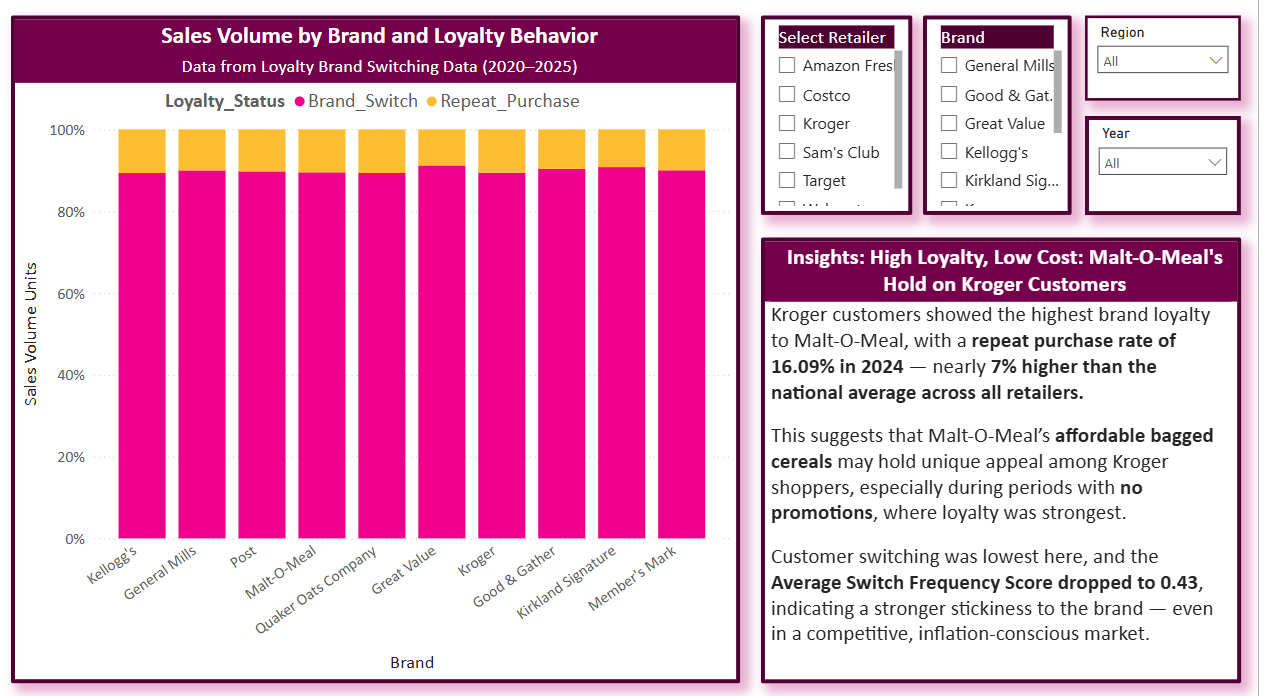 Sales Volume by Brand and Loyalty Behavior
Data from Loyalty Brand Switching Data (2020–2025)
Loyalty_Status Brand_Switch Repeat_Purchase
100%
80%
60%
40%
20%
0%
Sales Volume Units
Kellogg's
General Mills
Post
Malt-O-Meal
Quaker Oats Company
Great Value
Kroger
Good & Gather
Kirkland Signature
Member's Mark
Brand
Select Retailer
Amazon Fres
Costco
Kroger
Sam's Club
Target
Brand
General Mills
Good & Gat...
Great Value
Kellogg's
Kirkland Sig...
Region
All
Year
All
Insights: High Loyalty, Low Cost: Malt-O-Meal's
Hold on Kroger Customers
Kroger customers showed the highest brand loyalty
to Malt-O-Meal, with a repeat purchase rate of
16.09% in 2024 — nearly 7% higher than the
national average across all retailers.
This suggests that Malt-O-Meal’s affordable bagged
cereals may hold unique appeal among Kroger
shoppers, especially during periods with no
promotions, where loyalty was strongest.
Customer switching was lowest here, and the
Average Switch Frequency Score dropped to 0.43,
indicating a stronger stickiness to the brand — even
in a competitive, inflation-conscious market.